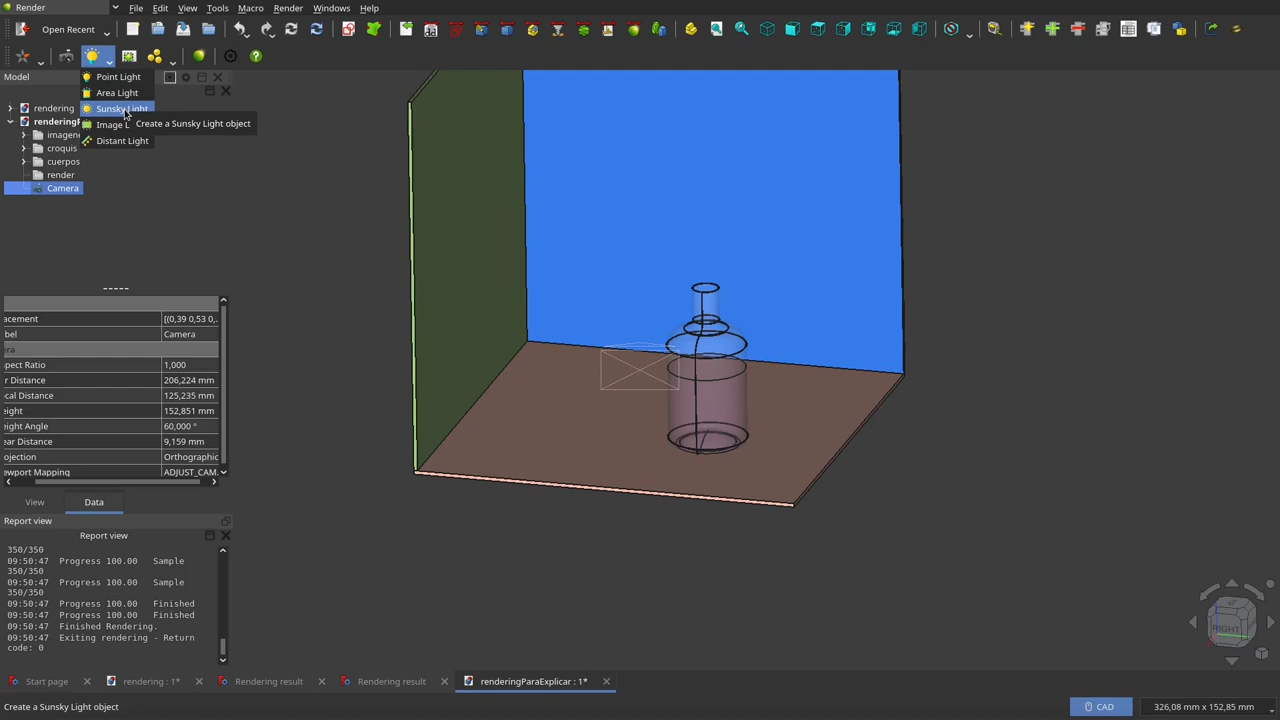 Render
File Edit View Tools Macro Render Windows Help
Open Recent
Model
Point Light
Area Light
Sunsky Light
Image L
Distant Light
Create a Sunsky Light object
rendering
imagen
croquis
cuerpos
render
Camera
acement [(0,39 0,53 0,..
abel Camera
spect Ratio 1,000
r Distance 206,224 mm
ocal Distance 125,235 mm
eight 152,851 mm
eight Angle 60,000 °
ear Distance 9,159 mm
ojection Orthographic
ewport Mapping ADJUST_CAM.
View Data
Report view
Report view
350/350
09:50:47 Progress 100.00 Sample
350/350
09:50:47 Progress 100.00 Sample
350/350
09:50:47 Progress 100.00 Finished
09:50:47 Progress 100.00 Finished
09:50:47 Finished Rendering.
09:50:47 Exiting rendering - Return
code: 0
RIGHT
Start page rendering : 1* Rendering result Rendering result renderingParaExplicar : 1*
Create a Sunsky Light object CAD 326,08 mm x 152,85 mm